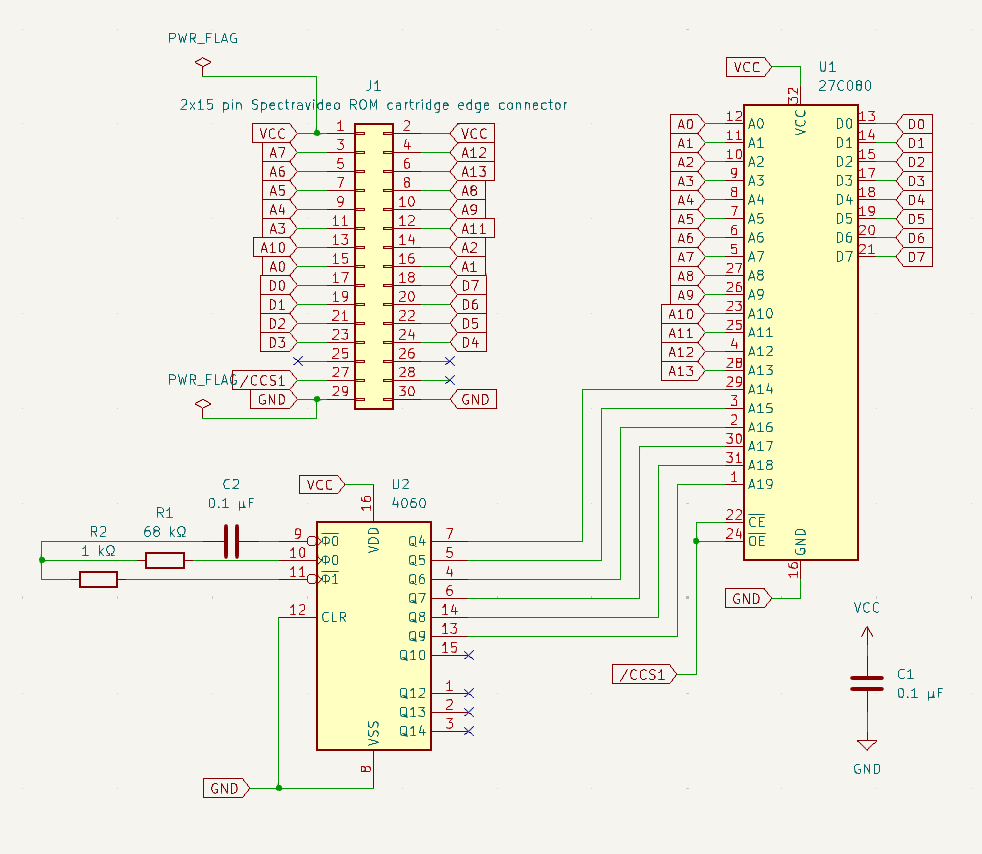 PWR_FLAG
J1
2x15 pin Spectravideo ROM cartridge edge connector
VCC 1 2 VCC
A7 3 4 A12
A6 5 6 A13
A5 7 8 A8
A4 9 10 A9
A3 11 12 A11
A10 13 14 A2
A0 15 16 A1
D0 17 18 D7
D1 19 20 D6
D2 21 22 D5
D3 23 24 D4
25 26
/CCS1 27 28
GND 29 30 GND
PWR_FLAG
VCC
U1
27C080
32
VCC
A0 12 A0 D0 13 D0
A1 11 A1 D1 14 D1
A2 10 A2 D2 15 D2
A3 9 A3 D3 17 D3
A4 8 A4 D4 18 D4
A5 7 A5 D5 19 D5
A6 6 A6 D6 20 D6
A7 5 A7 D7 21 D7
A8 27 A8
A9 26 A9
A10 23 A10
A11 25 A11
A12 4 A12
A13 28 A13
29 A14
3 A15
2 A16
30 A17
31 A18
1 A19
22 CE
24 OE
GND
16
GND
/CCS1
VCC
U2
4060
16
VDD
C2
0.1 µF
R1
68 kΩ
R2
1 kΩ
9 Φ0 Q4 7
10 Φ0 Q5 5
11 Φ1 Q6 4
Q7 6
12 CLR Q8 14
Q9 13
Q10 15
Q12 1
Q13 2
Q14 3
VSS
8
GND
VCC
C1
0.1 µF
GND